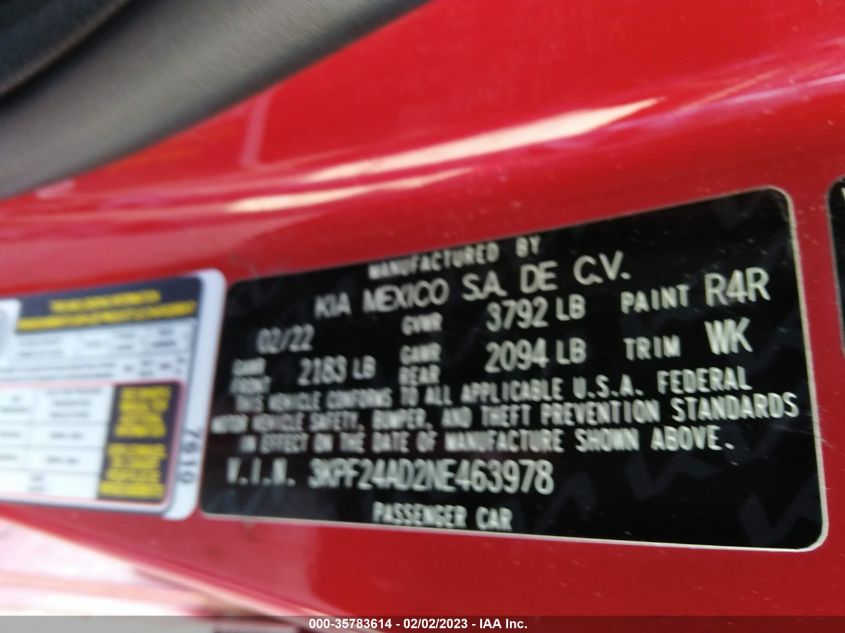 MANUFACTURED BY
KIA MEXICO S.A. DE C.V.
02/22 GVWR 3792 LB PAINT R4R
GAWR FRONT 2183 LB GAWR REAR 2094 LB TRIM WK
THIS VEHICLE CONFORMS TO ALL APPLICABLE U.S.A. FEDERAL
MOTOR VEHICLE SAFETY, BUMPER, AND THEFT PREVENTION STANDARDS
IN EFFECT ON THE DATE OF MANUFACTURE SHOWN ABOVE.
V.I.N. 3KPF24AD2NE463978
PASSENGER CAR
7810
000-35783614 - 02/02/2023 - IAA Inc.